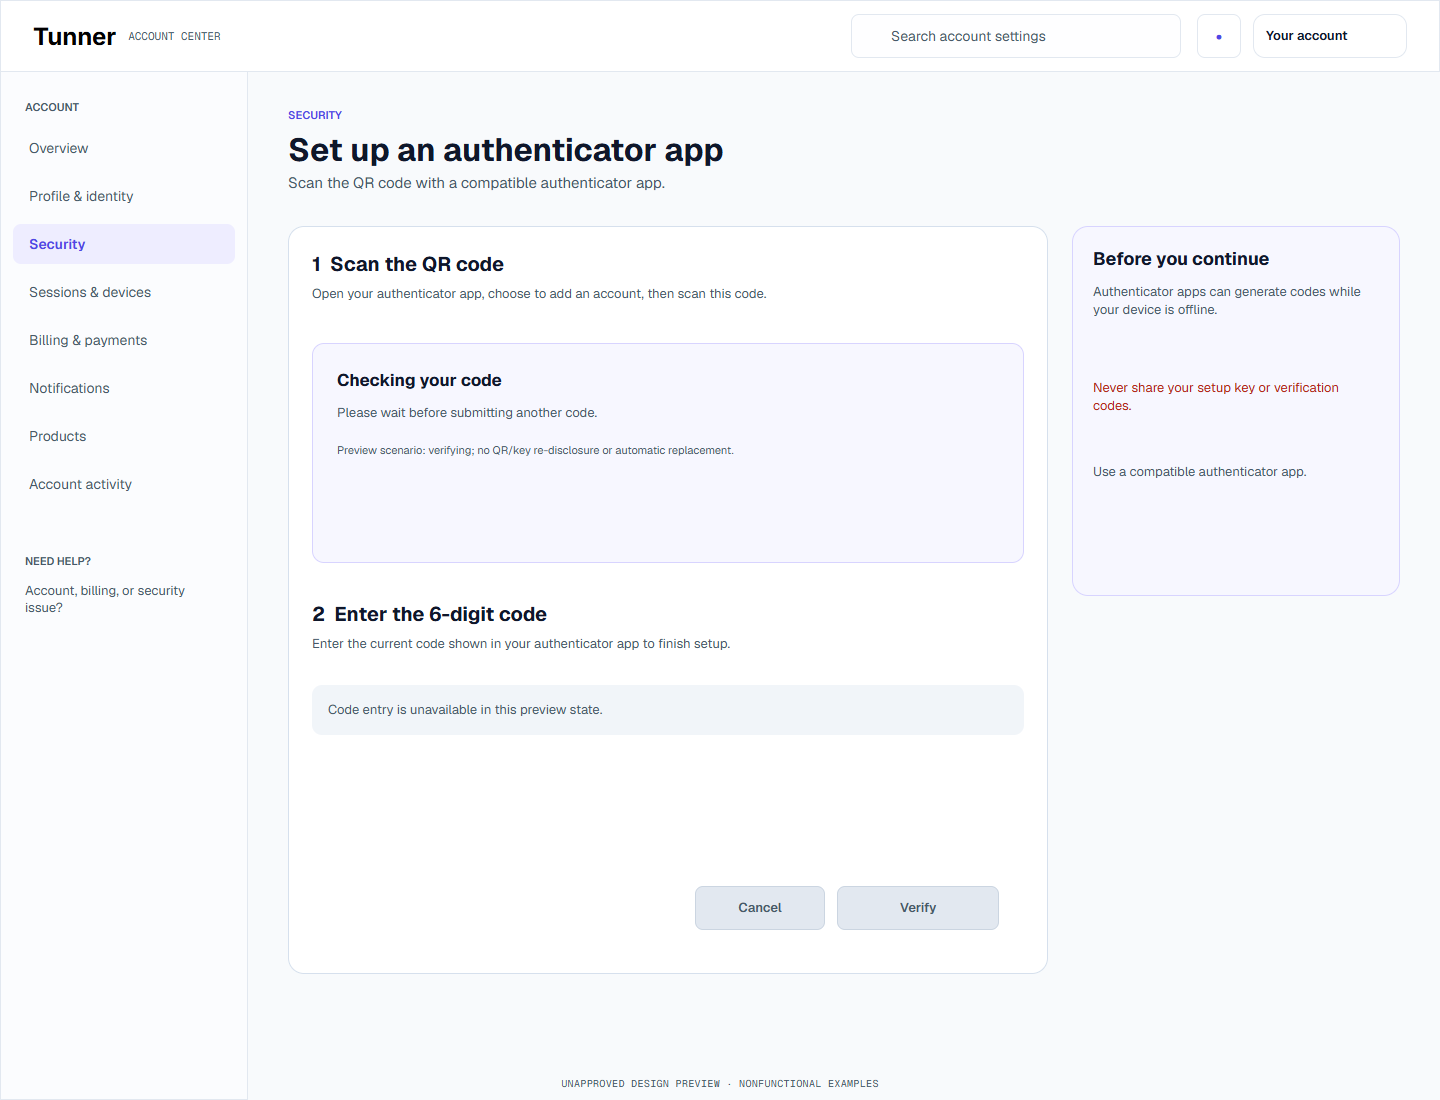 Tunner ACCOUNT CENTER
Search account settings
Your account
ACCOUNT
Overview
Profile & identity
Security
Sessions & devices
Billing & payments
Notifications
Products
Account activity
NEED HELP?
Account, billing, or security
issue?
SECURITY
Set up an authenticator app
Scan the QR code with a compatible authenticator app.
1 Scan the QR code
Open your authenticator app, choose to add an account, then scan this code.
Checking your code
Please wait before submitting another code.
Preview scenario: verifying; no QR/key re-disclosure or automatic replacement.
2 Enter the 6-digit code
Enter the current code shown in your authenticator app to finish setup.
Code entry is unavailable in this preview state.
Cancel
Verify
Before you continue
Authenticator apps can generate codes while
your device is offline.
Never share your setup key or verification
codes.
Use a compatible authenticator app.
UNAPPROVED DESIGN PREVIEW · NONFUNCTIONAL EXAMPLES